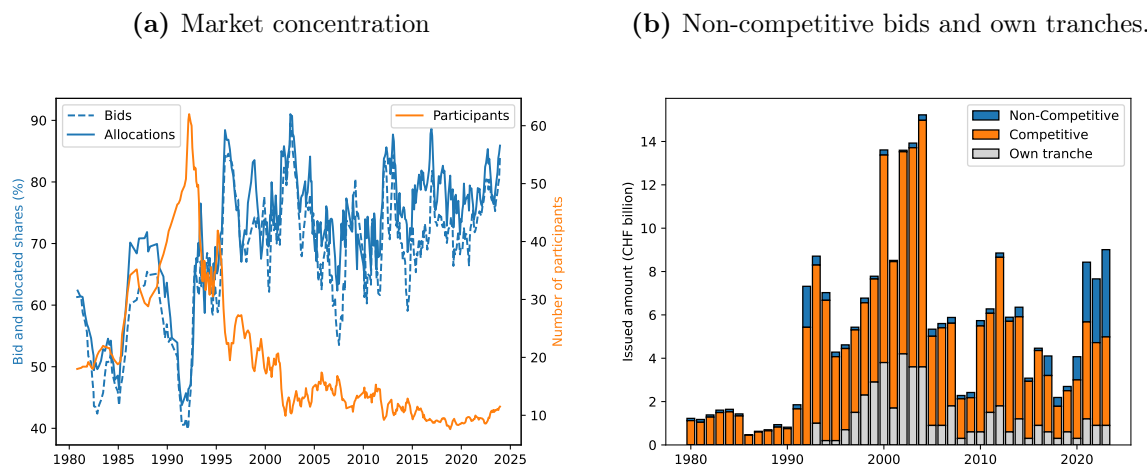 (a) Market concentration
(b) Non-competitive bids and own tranches.
Bids
Allocations
Participants
Bid and allocated shares (%)
90
80
70
60
50
40
Number of participants
60
50
40
30
20
10
1980 1985 1990 1995 2000 2005 2010 2015 2020 2025
Non-Competitive
Competitive
Own tranche
Issued amount (CHF billion)
14
12
10
8
6
4
2
0
1980 1990 2000 2010 2020